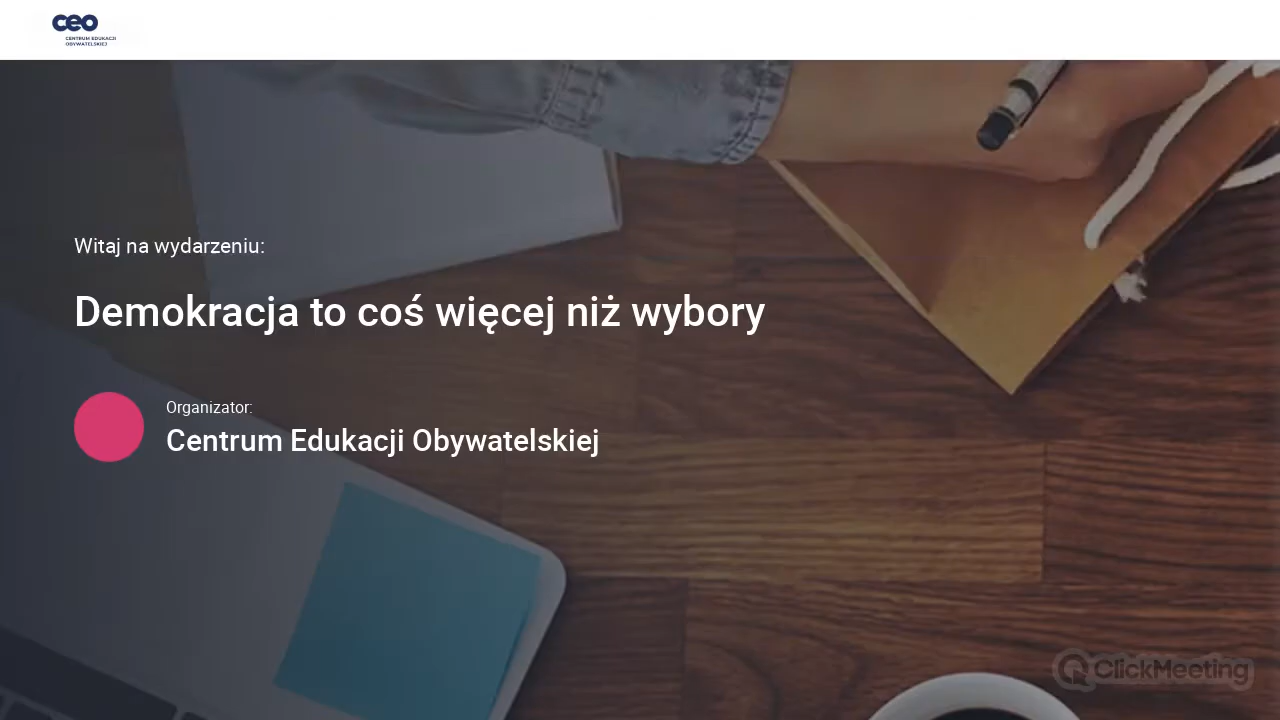 ceo
CENTRUM EDUKACJI
OBYWATELSKIEJ
Witaj na wydarzeniu:
Demokracja to coś więcej niż wybory
Organizator:
Centrum Edukacji Obywatelskiej
ClickMeeting